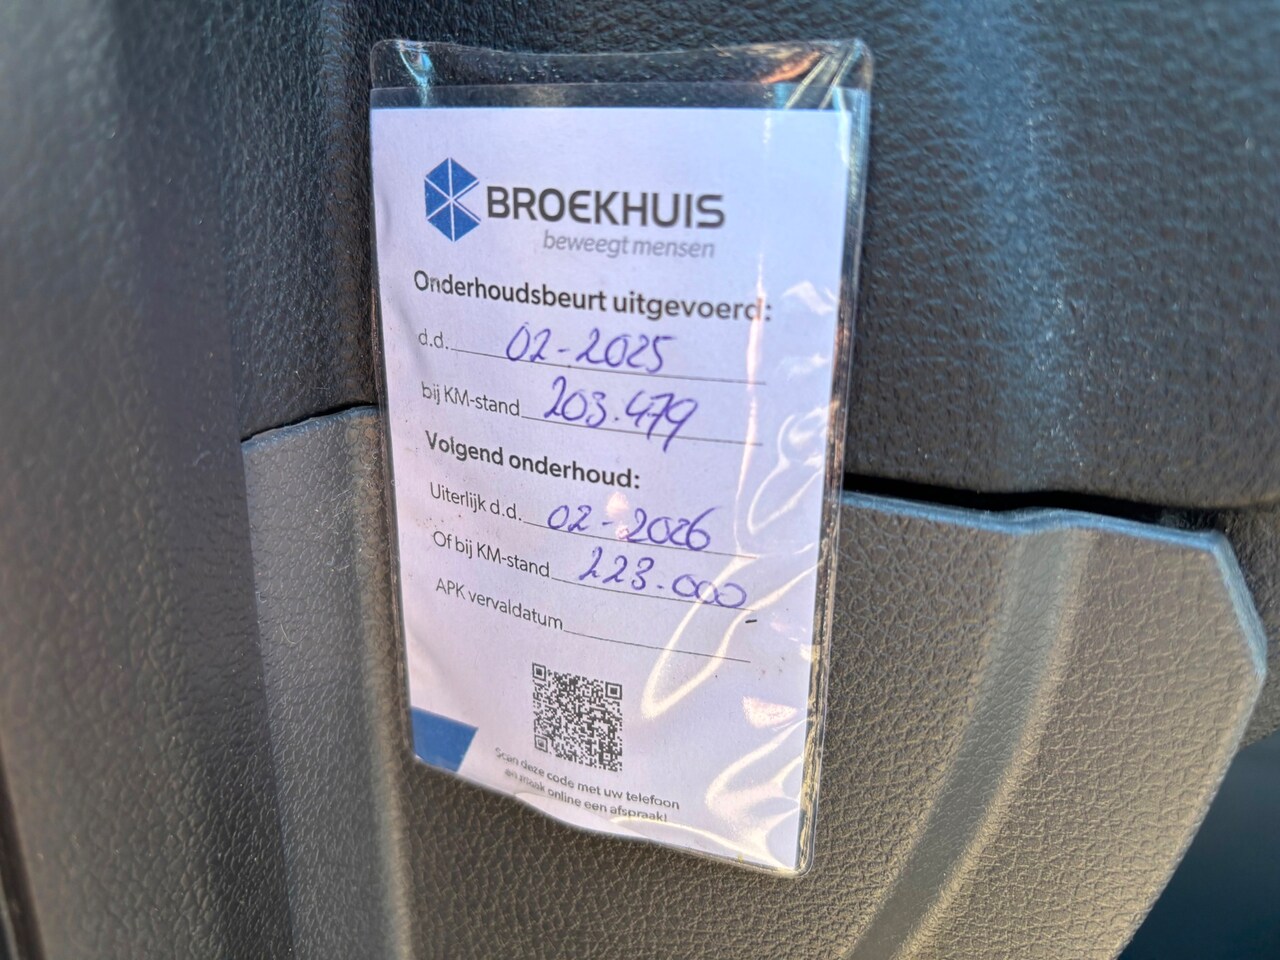 BROEKHUIS
beweegt mensen
Onderhoudsbeurt uitgevoerd:
d.d. 02-2025
bij KM-stand 203.479
Volgend onderhoud:
Uiterlijk d.d. 02-2026
Of bij KM-stand 223.000
APK vervaldatum
Scan deze code met uw telefoon
en maak online een afspraak!